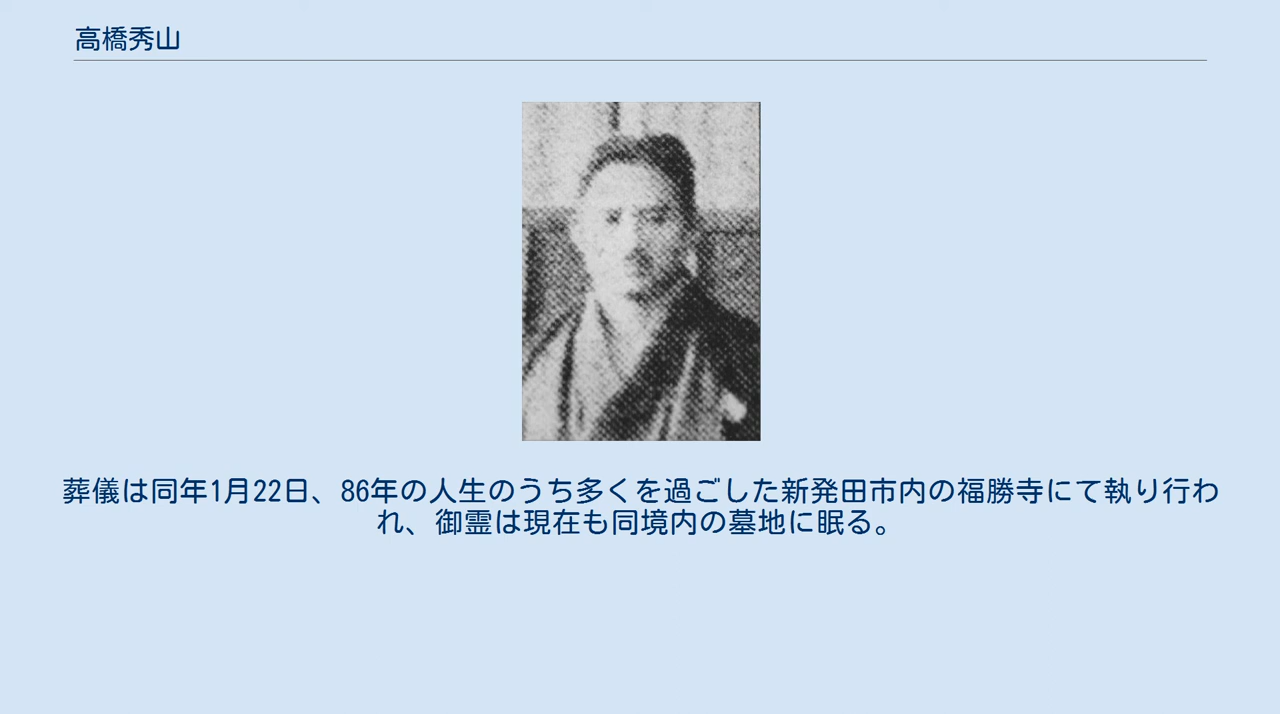 高橋秀山
葬儀は同年1月22日、86年の人生のうち多くを過ごした新発田市内の福勝寺にて執り行わ
れ、御霊は現在も同境内の墓地に眠る。